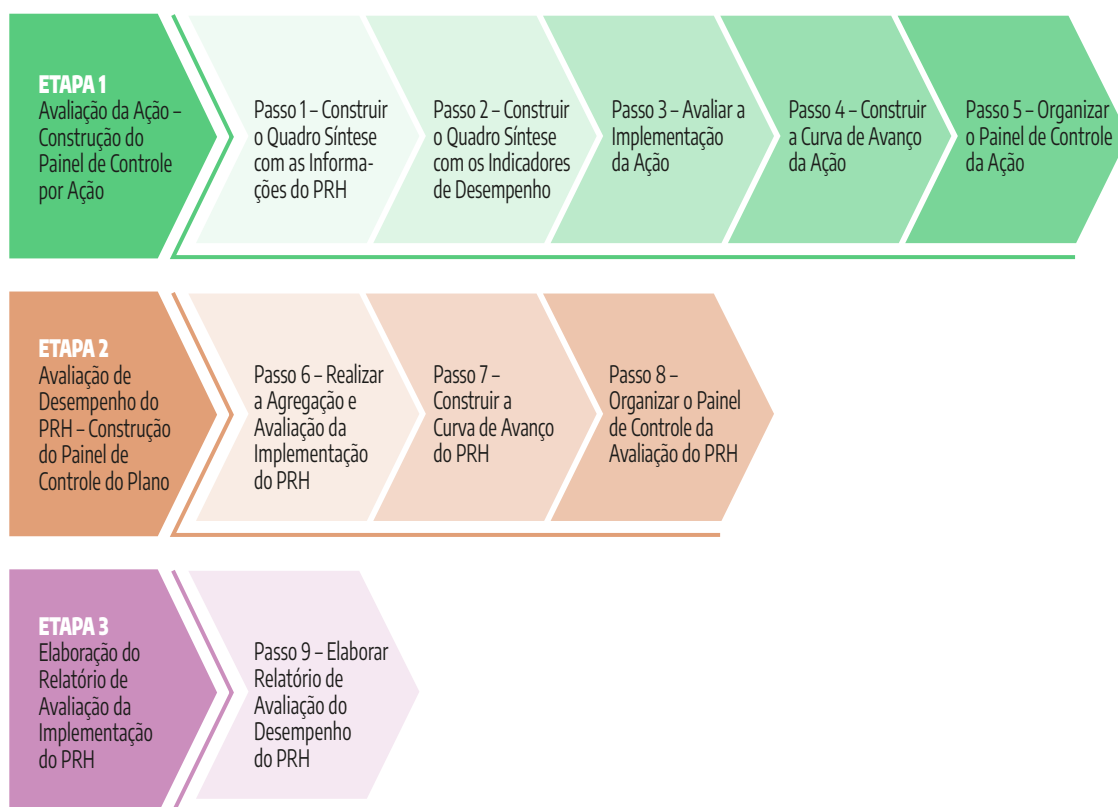 ETAPA 1
Avaliação da Ação –
Construção do
Painel de Controle
por Ação
Passo 1 – Construir
o Quadro Síntese
com as Informa-
ções do PRH
Passo 2 – Construir
o Quadro Síntese
com os Indicadores
de Desempenho
Passo 3 – Avaliar a
Implementação
da Ação
Passo 4 – Construir
a Curva de Avanço
da Ação
Passo 5 – Organizar
o Painel de Controle
da Ação
ETAPA 2
Avaliação de
Desempenho do
PRH – Construção
do Painel de
Controle do Plano
Passo 6 – Realizar
a Agregação e
Avaliação da
Implementação
do PRH
Passo 7 –
Construir a
Curva de Avanço
do PRH
Passo 8 –
Organizar o Painel
de Controle da
Avaliação do PRH
ETAPA 3
Elaboração do
Relatório de
Avaliação da
Implementação
do PRH
Passo 9 – Elaborar
Relatório de
Avaliação do
Desempenho
do PRH